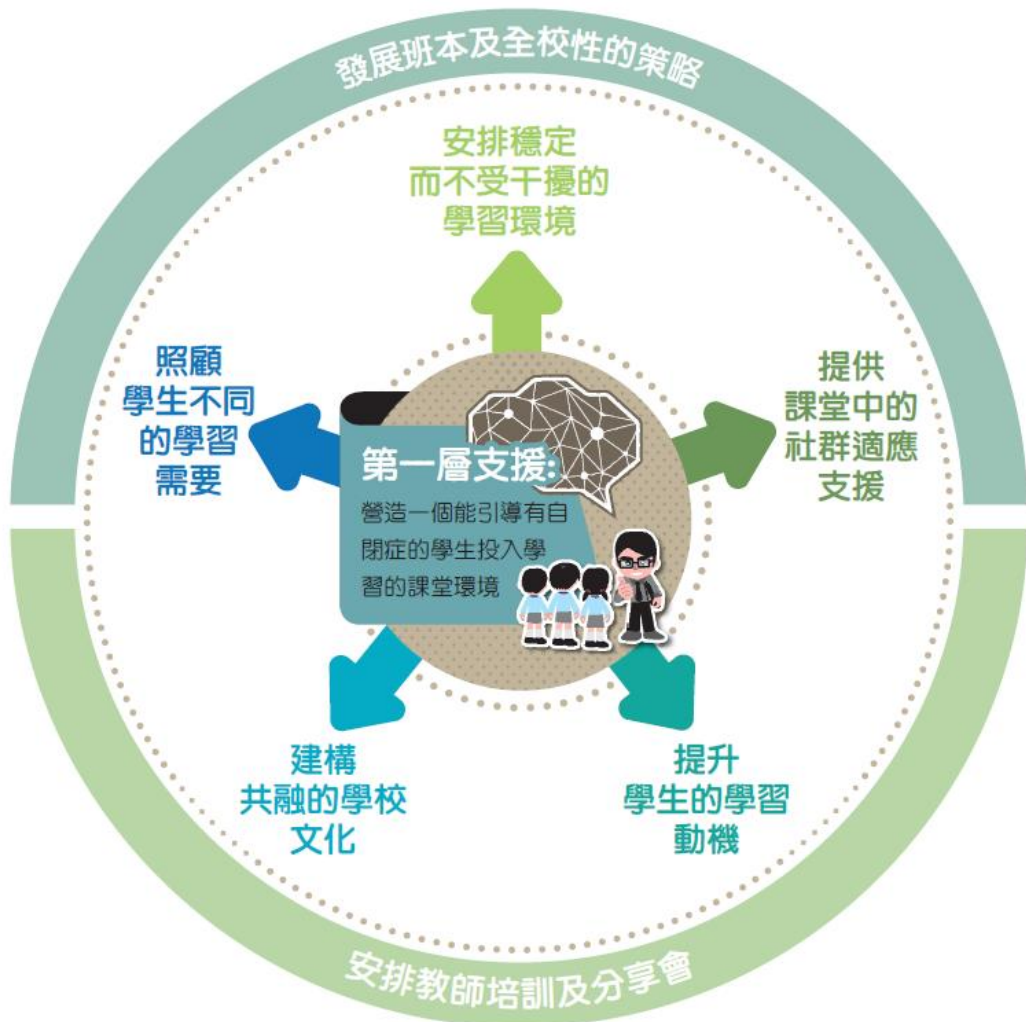 發展班本及全校性的策略
安排穩定
而不受干擾的
學習環境
照顧
學生不同
的學習
需要
提供
課堂中的
社群適應
支援
第一層支援:
營造一個能引導有自
閉症的學生投入學
習的課堂環境
建構
共融的學校
文化
提升
學生的學習
動機
安排教師培訓及分享會